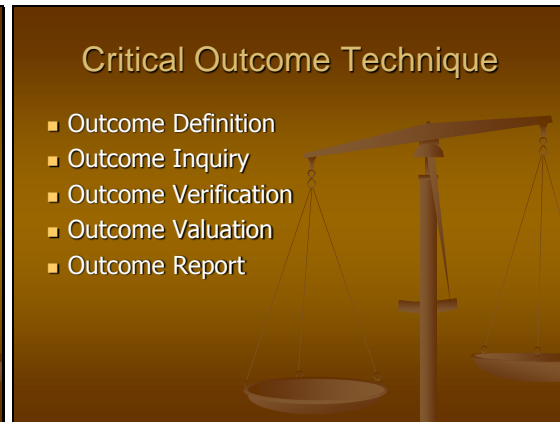 Critical Outcome Technique
Outcome Definition
Outcome Inquiry
Outcome Verification
Outcome Valuation
Outcome Report